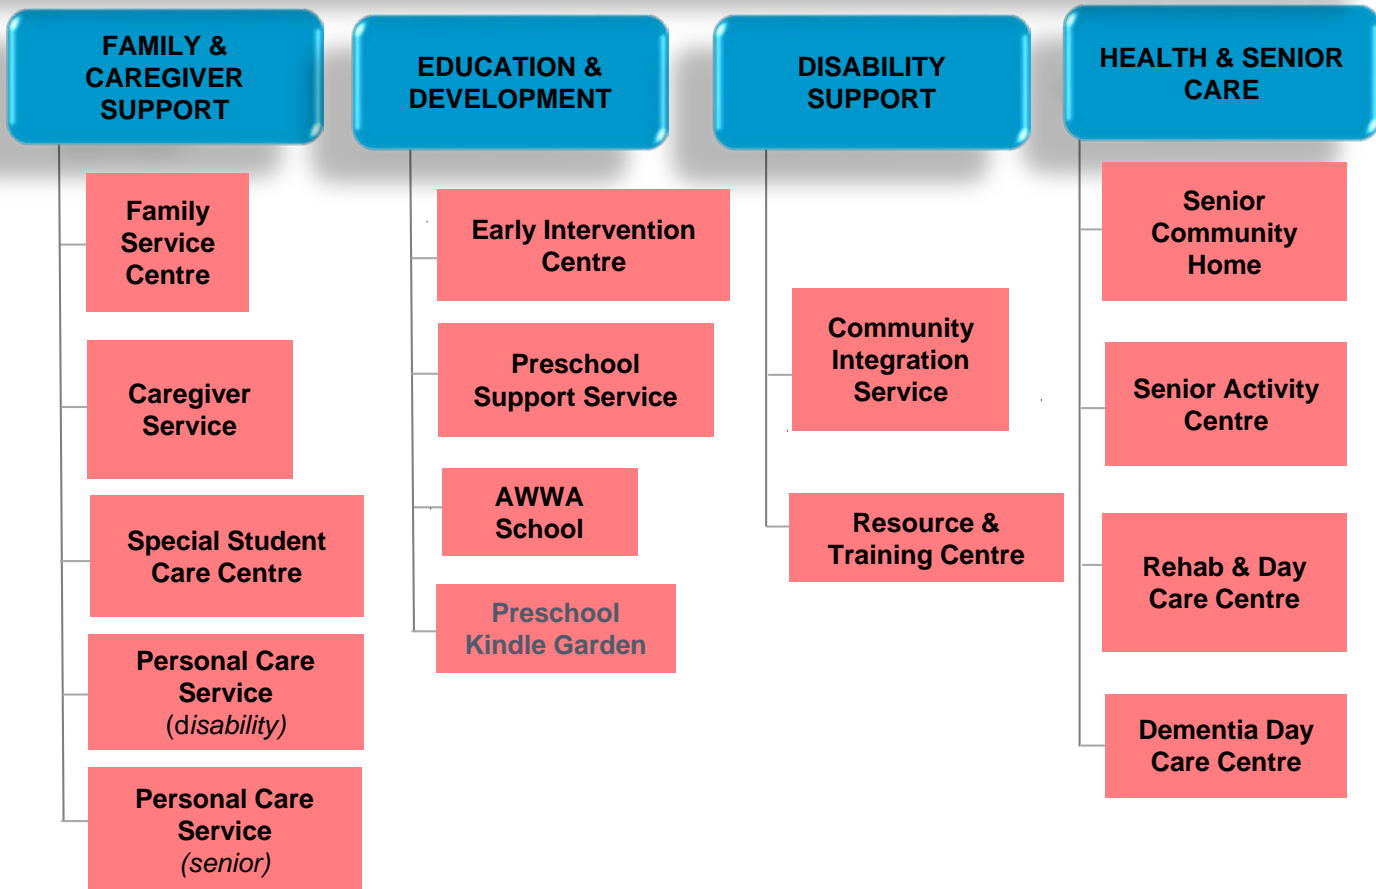 FAMILY &
CAREGIVER
SUPPORT
Family
Service
Centre
Caregiver
Service
Special Student
Care Centre
Personal Care
Service
(disability)
Personal Care
Service
(senior)
EDUCATION &
DEVELOPMENT
Early Intervention
Centre
Preschool
Support Service
AWWA
School
Preschool
Kindle Garden
DISABILITY
SUPPORT
Community
Integration
Service
Resource &
Training Centre
HEALTH & SENIOR
CARE
Senior
Community
Home
Senior Activity
Centre
Rehab & Day
Care Centre
Dementia Day
Care Centre